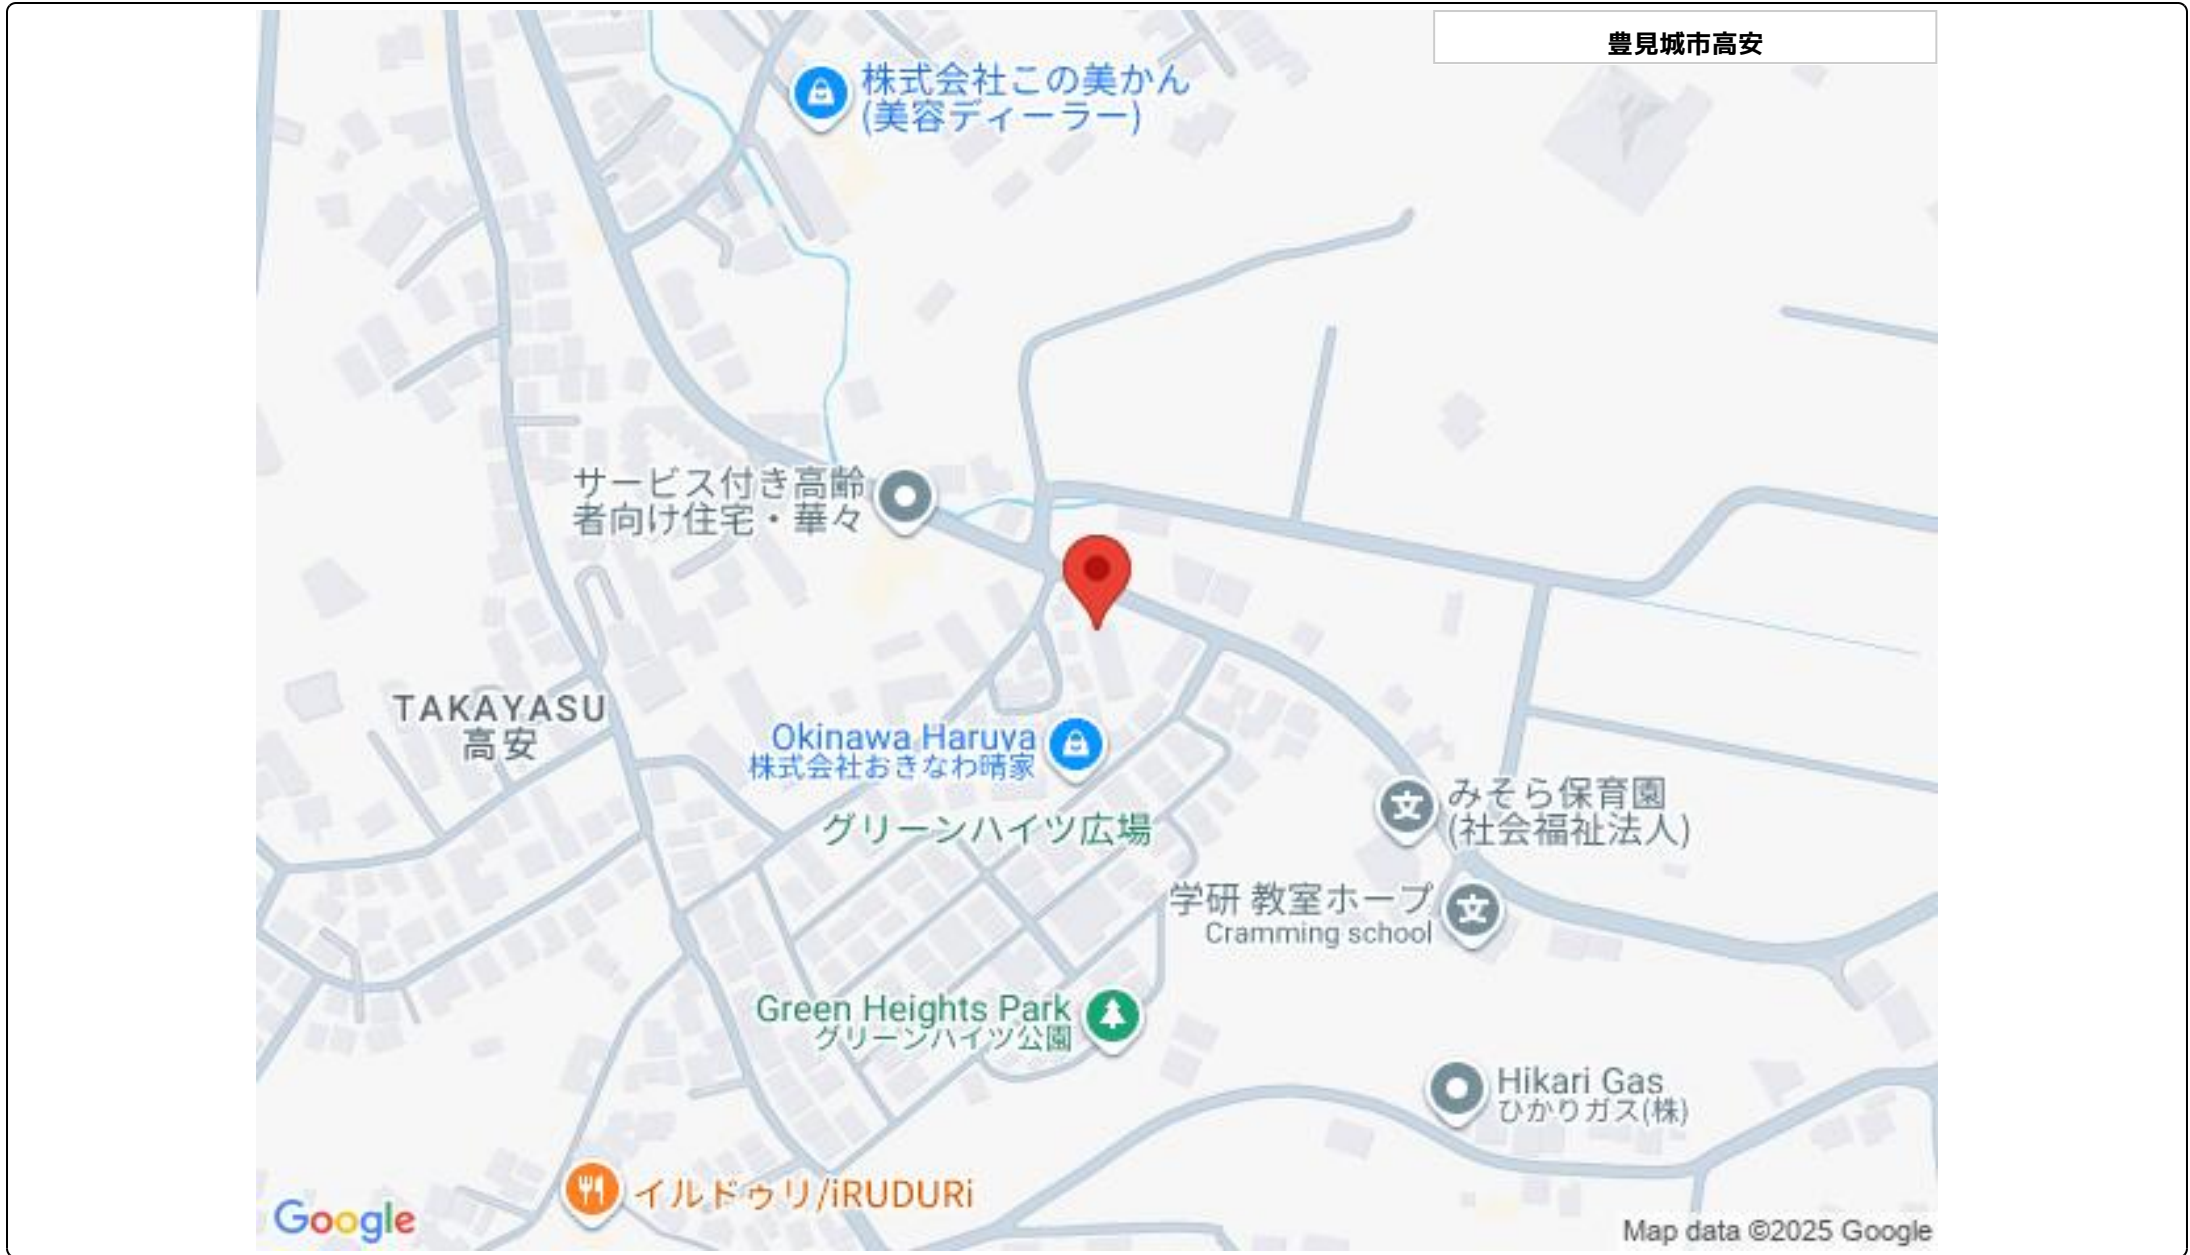 豊見城市高安
株式会社この美かん
(美容ディーラー)
サービス付き高齢
者向け住宅・華々
TAKAYASU
高安
Okinawa Haruya
株式会社おきなわ晴家
グリーンハイツ広場
みそら保育園
(社会福祉法人)
学研 教室ホープ
Cramming school
Green Heights Park
グリーンハイツ公園
Hikari Gas
ひかりガス(株)
イルドゥリ/iRUDURi
Google
Map data ©2025 Google